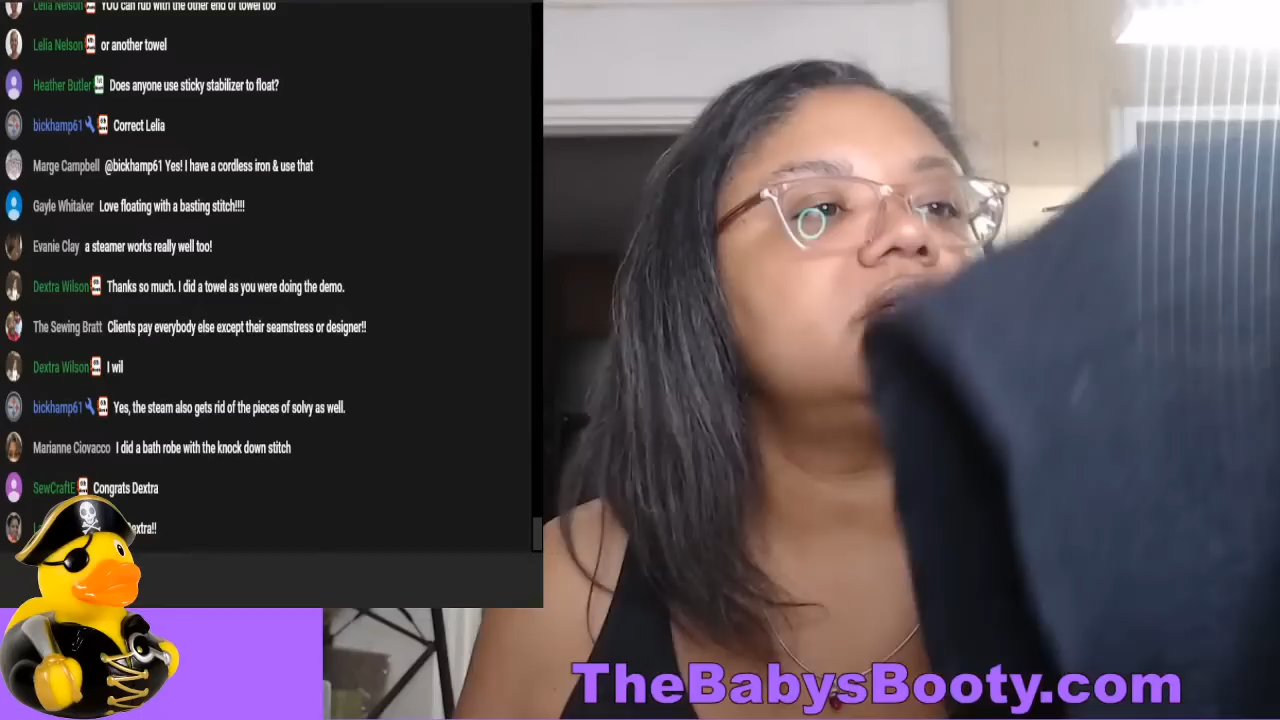 Lelia Nelson YOU can rub with the other end of towel too
Lelia Nelson or another towel
Heather Butler Does anyone use sticky stabilizer to float?
bickhamp61 Correct Lelia
Marge Campbell @bickhamp61 Yes! I have a cordless iron & use that
Gayle Whitaker Love floating with a basting stitch!!!!
Evanie Clay a steamer works really well too!
Dextra Wilson Thanks so much. I did a towel as you were doing the demo.
The Sewing Bratt Clients pay everybody else except their seamstress or designer!!
Dextra Wilson I wil
bickhamp61 Yes, the steam also gets rid of the pieces of solvy as well.
Marianne Ciovacco I did a bath robe with the knock down stitch
SewCraftE Congrats Dextra
TheBabysBooty.com